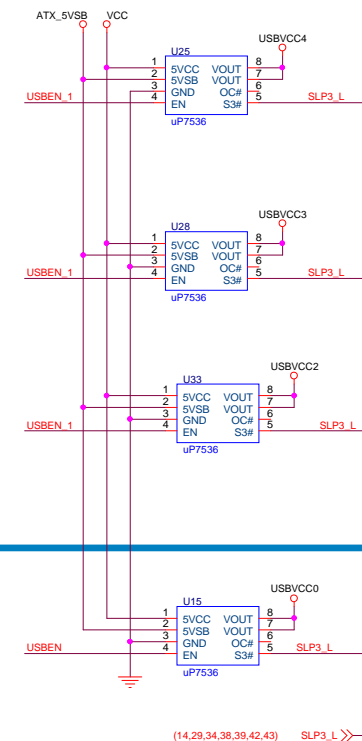 ATX_5VSB VCC
U25 USBVCC4
1 5VCC VOUT 8
2 5VSB VOUT 7
3 GND OC# 6
USBEN_1 4 EN S3# 5 SLP3_L
uP7536
USBVCC3
U28
1 5VCC VOUT 8
2 5VSB VOUT 7
3 GND OC# 6
USBEN_1 4 EN S3# 5 SLP3_L
uP7536
USBVCC2
U33
1 5VCC VOUT 8
2 5VSB VOUT 7
3 GND OC# 6
USBEN_1 4 EN S3# 5 SLP3_L
uP7536
USBVCC0
U15
1 5VCC VOUT 8
2 5VSB VOUT 7
3 GND OC# 6
USBEN 4 EN S3# 5 SLP3_L
uP7536
(14,29,34,38,39,42,43) SLP3_L